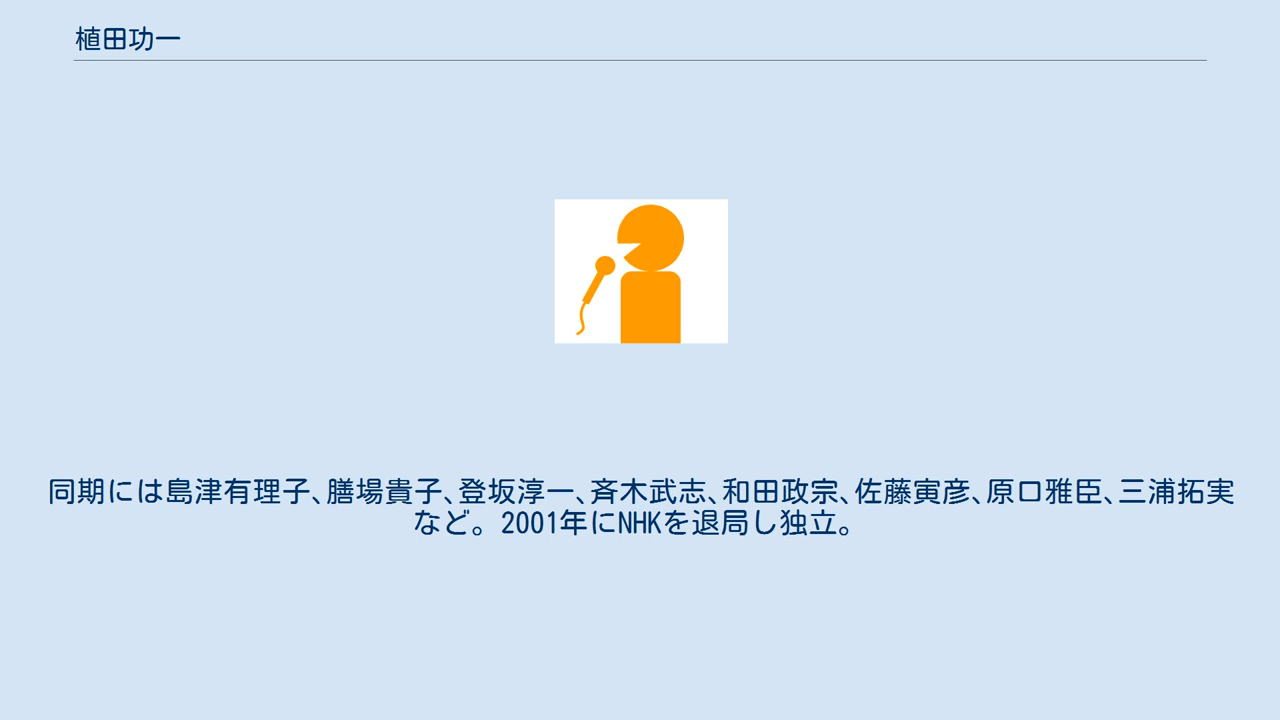 植田功一
同期には島津有理子、膳場貴子、登坂淳一、斉木武志、和田政宗、佐藤寅彦、原口雅臣、三浦拓実
など。2001年にNHKを退局し独立。